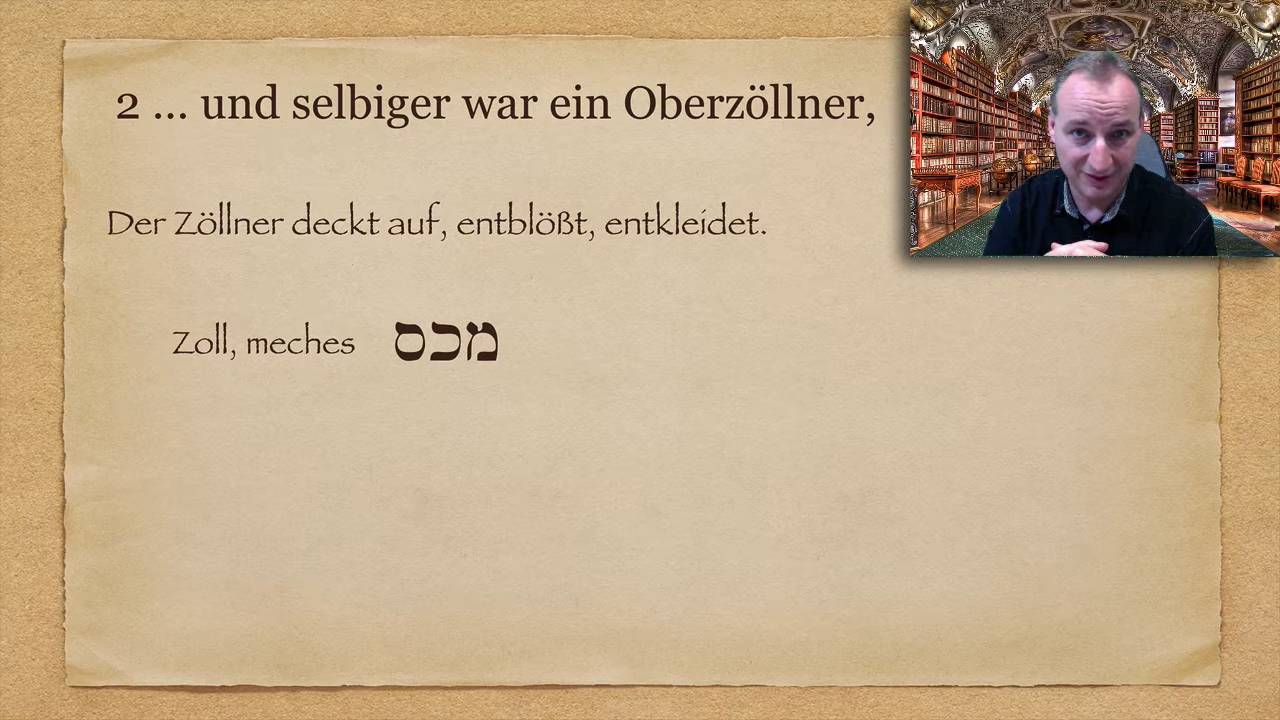 2 ... und selbiger war ein Oberzöllner,
Der Zöllner deckt auf, entblößt, entkleidet.
Zoll, meches מכס